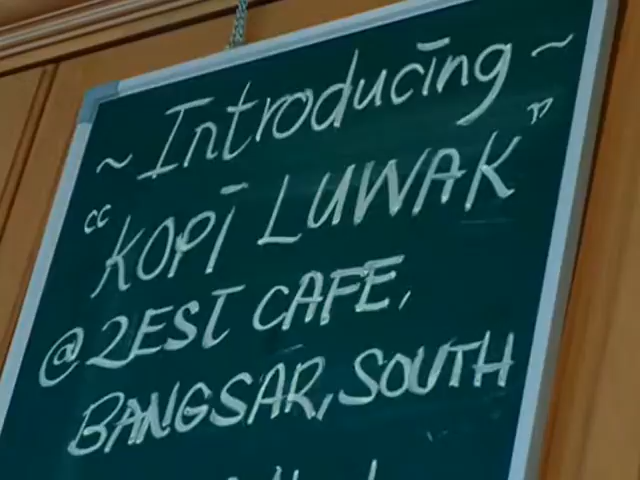 ~ Introducing ~
"KOPI LUWAK"
@ ZEST CAFE,
BANGSAR, SOUTH